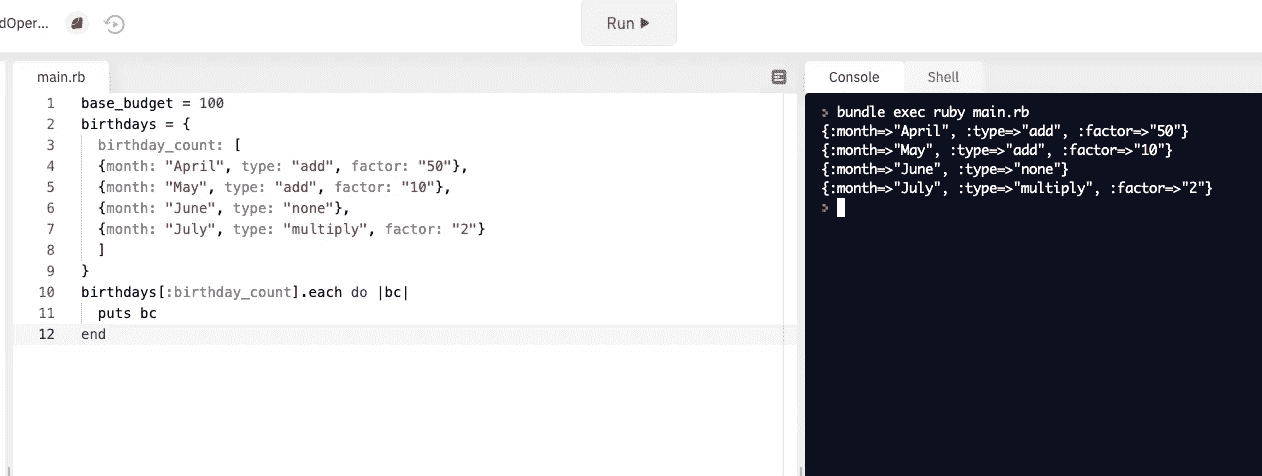 dOper...
Run
main.rb
1 base_budget = 100
2 birthdays = {
3 birthday_count: [
4 {month: "April", type: "add", factor: "50"},
5 {month: "May", type: "add", factor: "10"},
6 {month: "June", type: "none"},
7 {month: "July", type: "multiply", factor: "2"}
8 ]
9 }
10 birthdays[:birthday_count].each do |bc|
11 puts bc
12 end
Console Shell
> bundle exec ruby main.rb
{:month=>"April", :type=>"add", :factor=>"50"}
{:month=>"May", :type=>"add", :factor=>"10"}
{:month=>"June", :type=>"none"}
{:month=>"July", :type=>"multiply", :factor=>"2"}
>